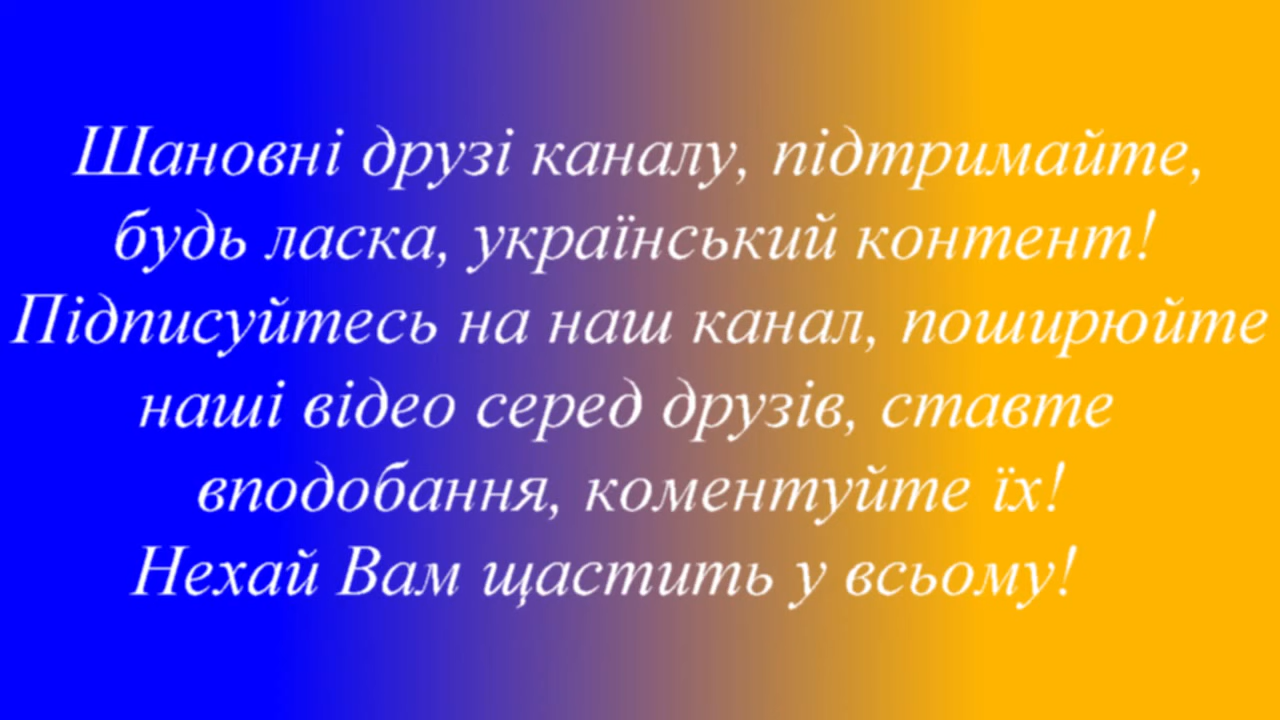 Шановні друзі каналу, підтримайте,
будь ласка, український контент!
Підписуйтесь на наш канал, поширюйте
наші відео серед друзів, ставте
вподобання, коментуйте їх!
Нехай Вам щастить у всьому!